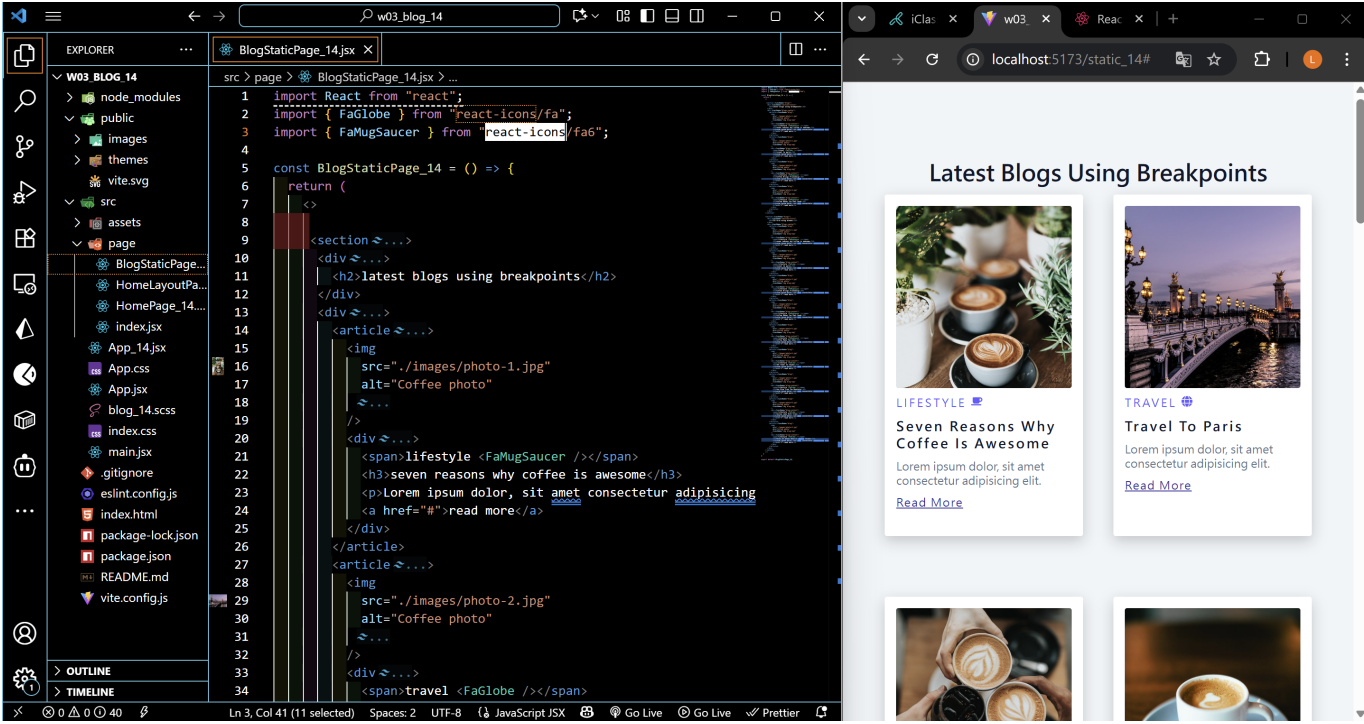 w03_blog_14
EXPLORER
W03_BLOG_14
node_modules
public
images
themes
vite.svg
src
assets
page
BlogStaticPage...
HomeLayoutPa...
HomePage_14....
index.jsx
App_14.jsx
App.css
App.jsx
blog_14.scss
index.css
main.jsx
.gitignore
eslint.config.js
index.html
package-lock.json
package.json
README.md
vite.config.js
OUTLINE
TIMELINE
BlogStaticPage_14.jsx
src > page > BlogStaticPage_14.jsx > ...
1 import React from "react";
2 import { FaGlobe } from "react-icons/fa";
3 import { FaMugSaucer } from "react-icons/fa6";
4
5 const BlogStaticPage_14 = () => {
6 return (
7 <>
8
9 <section ...>
10 <div ...>
11 <h2>latest blogs using breakpoints</h2>
12 </div>
13 <div ...>
14 <article ...>
15 <img
16 src="./images/photo-1.jpg"
17 alt="Coffee photo"
18 ...
19 />
20 <div ...>
21 <span>lifestyle <FaMugSaucer /></span>
22 <h3>seven reasons why coffee is awesome</h3>
23 <p>Lorem ipsum dolor, sit amet consectetur adipisicing
24 <a href="#">read more</a>
25 </div>
26 </article>
27 <article ...>
28 <img
29 src="./images/photo-2.jpg"
30 alt="Coffee photo"
31 ...
32 />
33 <div ...>
34 <span>travel <FaGlobe /></span>
1
0 0 40
Ln 3, Col 41 (11 selected)
Spaces: 2
UTF-8
{} JavaScript JSX
Go Live
Go Live
Prettier
iClas
w03_
Reac
localhost:5173/static_14#
L
Latest Blogs Using Breakpoints
LIFESTYLE
Seven Reasons Why
Coffee Is Awesome
Lorem ipsum dolor, sit amet
consectetur adipisicing elit.
Read More
TRAVEL
Travel To Paris
Lorem ipsum dolor, sit amet
consectetur adipisicing elit.
Read More